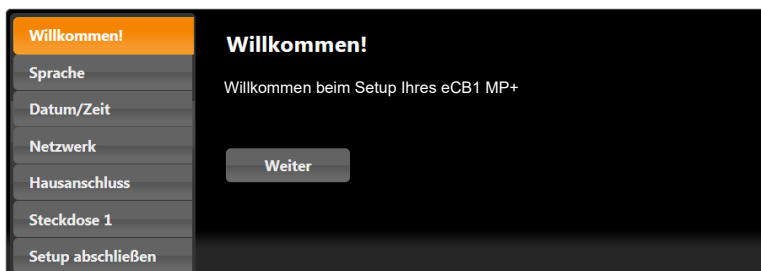 Willkommen!
Sprache
Datum/Zeit
Netzwerk
Hausanschluss
Steckdose 1
Setup abschließen
Willkommen!
Willkommen beim Setup Ihres eCB1 MP+
Weiter